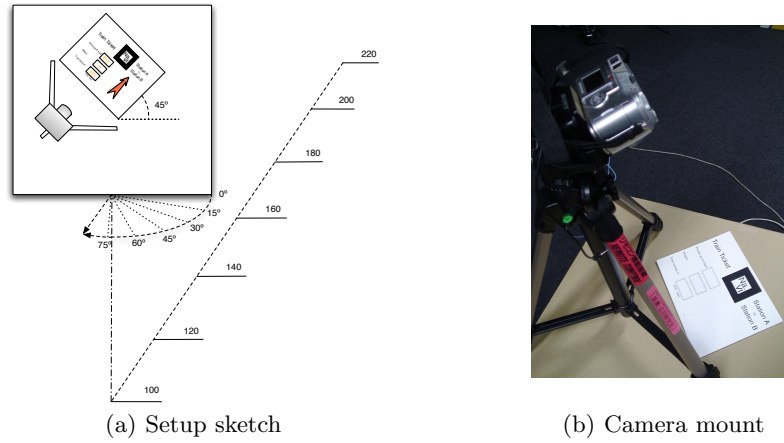 Train Ticket
Station A
Station B
45º
220
200
180
160
140
120
100
0º
15º
30º
45º
60º
75º
Train Ticket
Station A
Station B
(a) Setup sketch
(b) Camera mount